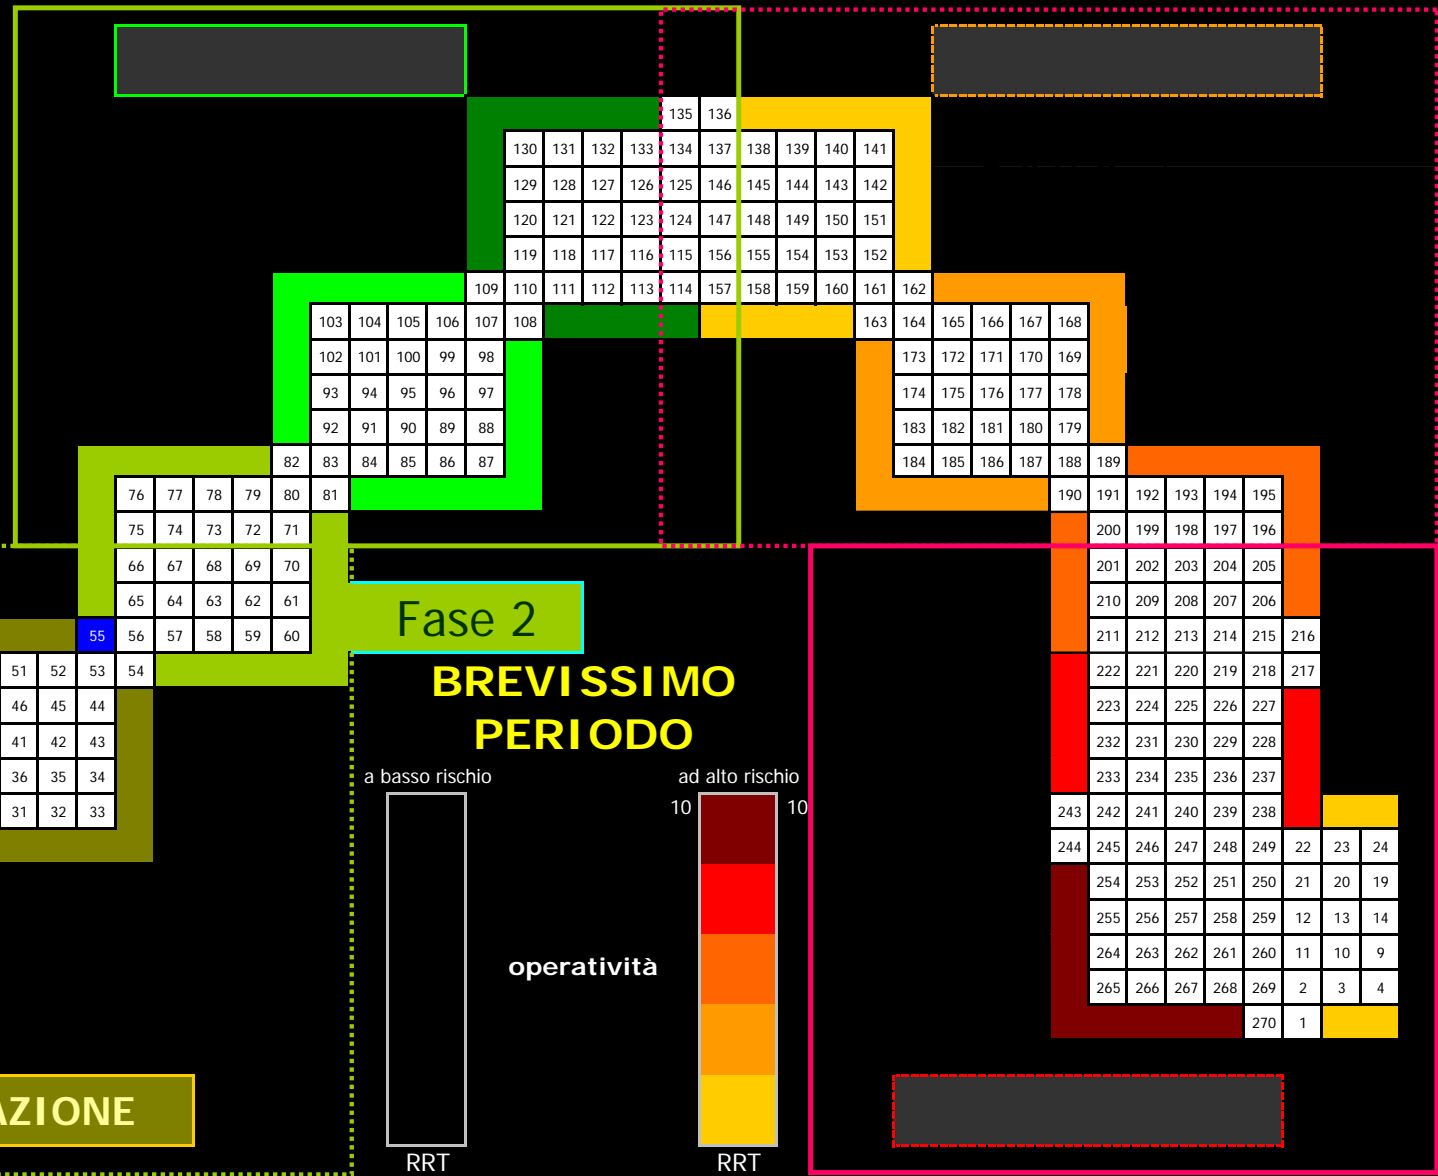 135 136
130 131 132 133 134 137 138 139 140 141
129 128 127 126 125 146 145 144 143 142
120 121 122 123 124 147 148 149 150 151
119 118 117 116 115 156 155 154 153 152
109 110 111 112 113 114 157 158 159 160 161 162
103 104 105 106 107 108 163 164 165 166 167 168
102 101 100 99 98 173 172 171 170 169
93 94 95 96 97 174 175 176 177 178
92 91 90 89 88 183 182 181 180 179
82 83 84 85 86 87 184 185 186 187 188 189
76 77 78 79 80 81 190 191 192 193 194 195
75 74 73 72 71 200 199 198 197 196
66 67 68 69 70 201 202 203 204 205
65 64 63 62 61 210 209 208 207 206
55 56 57 58 59 60 211 212 213 214 215 216
Fase 2
51 52 53 54 222 221 220 219 218 217
BREVISSIMO
PERIODO
46 45 44 223 224 225 226 227
41 42 43 232 231 230 229 228
36 35 34 233 234 235 236 237
a basso rischio ad alto rischio
31 32 33 10 10 243 242 241 240 239 238
244 245 246 247 248 249 22 23 24
254 253 252 251 250 21 20 19
255 256 257 258 259 12 13 14
264 263 262 261 260 11 10 9
operatività
265 266 267 268 269 2 3 4
270 1
AZIONE
RRT RRT